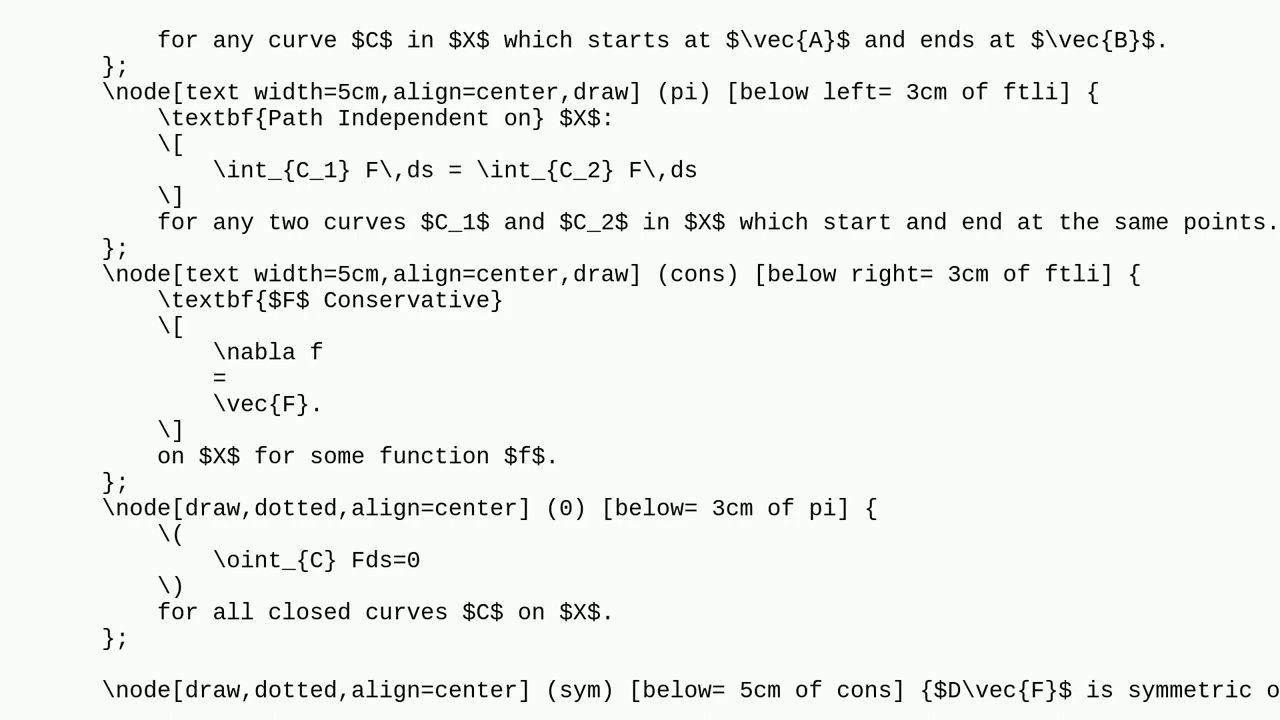 for any curve $C$ in $X$ which starts at $\vec{A}$ and ends at $\vec{B}$.
};
\node[text width=5cm,align=center,draw] (pi) [below left= 3cm of ftli] {
\textbf{Path Independent on} $X$:
\[
\int_{C_1} F\,ds = \int_{C_2} F\,ds
\]
for any two curves $C_1$ and $C_2$ in $X$ which start and end at the same points.
};
\node[text width=5cm,align=center,draw] (cons) [below right= 3cm of ftli] {
\textbf{$F$ Conservative}
\[
\nabla f
=
\vec{F}.
\]
on $X$ for some function $f$.
};
\node[draw,dotted,align=center] (0) [below= 3cm of pi] {
\(
\oint_{C} Fds=0
\)
for all closed curves $C$ on $X$.
};
\node[draw,dotted,align=center] (sym) [below= 5cm of cons] {$D\vec{F}$ is symmetric o